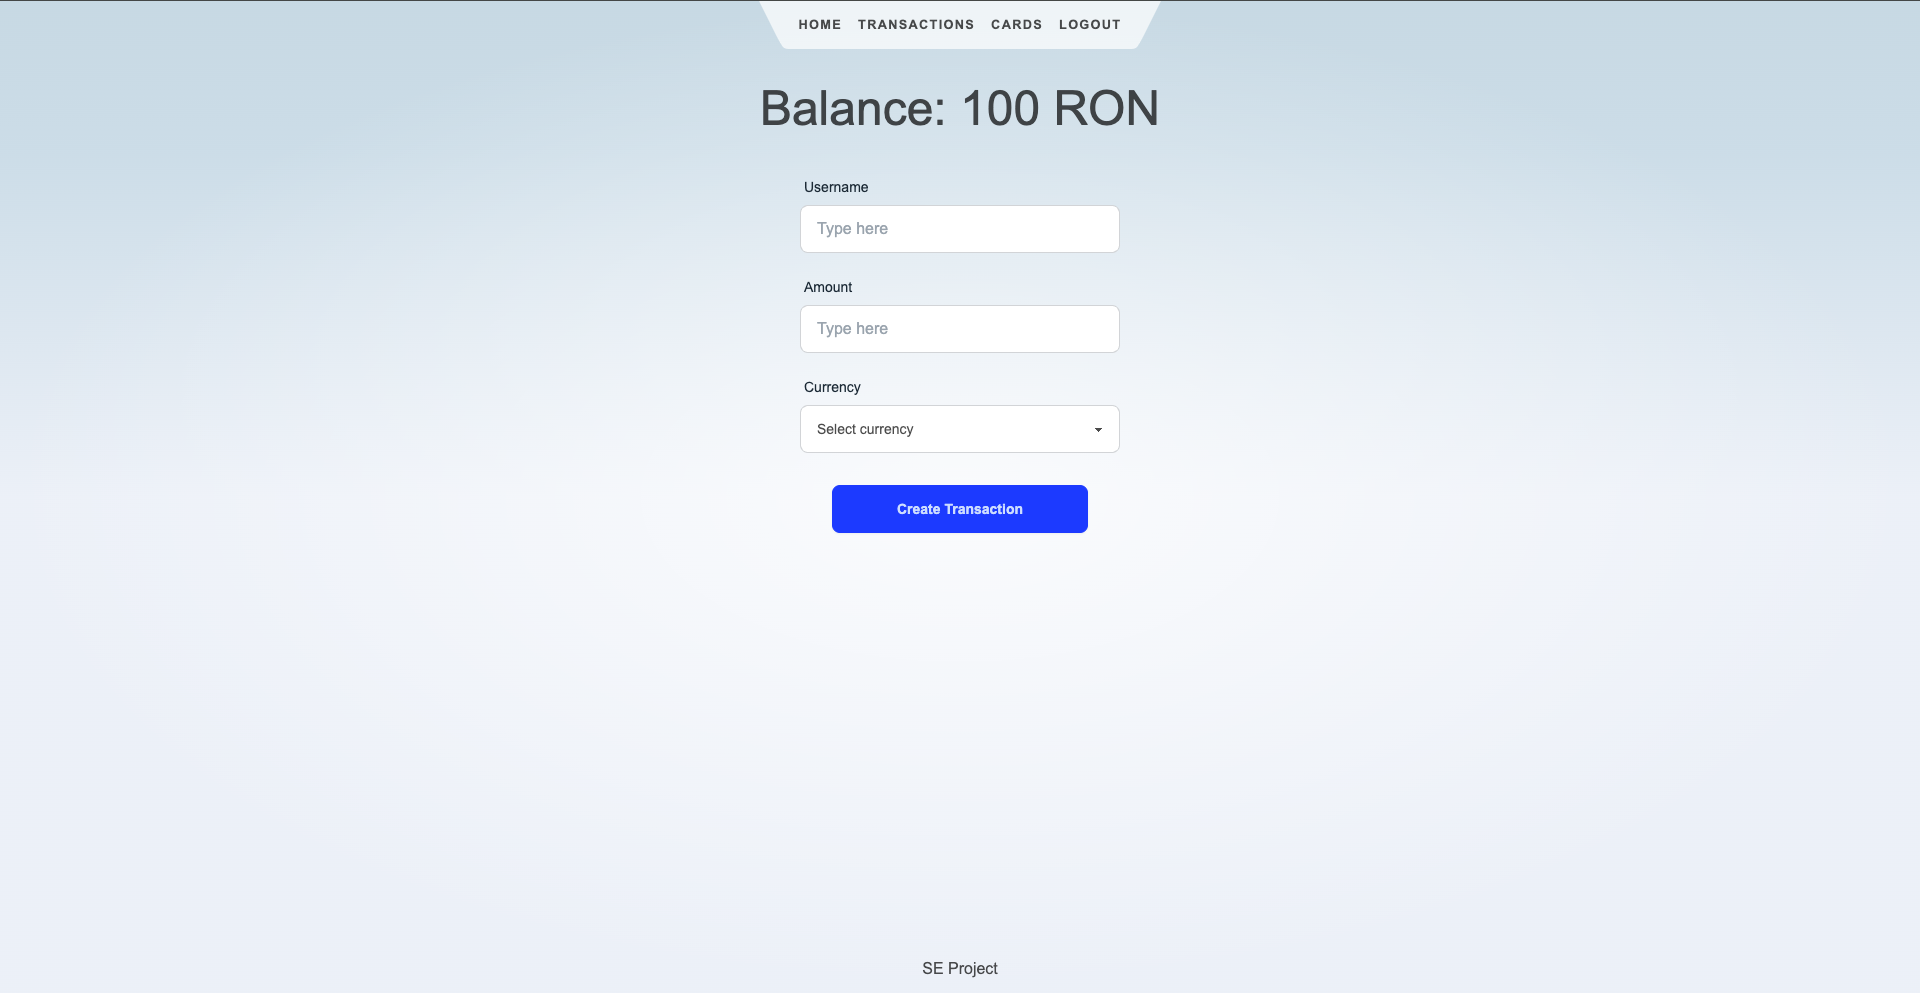 HOME TRANSACTIONS CARDS LOGOUT
Balance: 100 RON
Username
Type here
Amount
Type here
Currency
Select currency
Create Transaction
SE Project